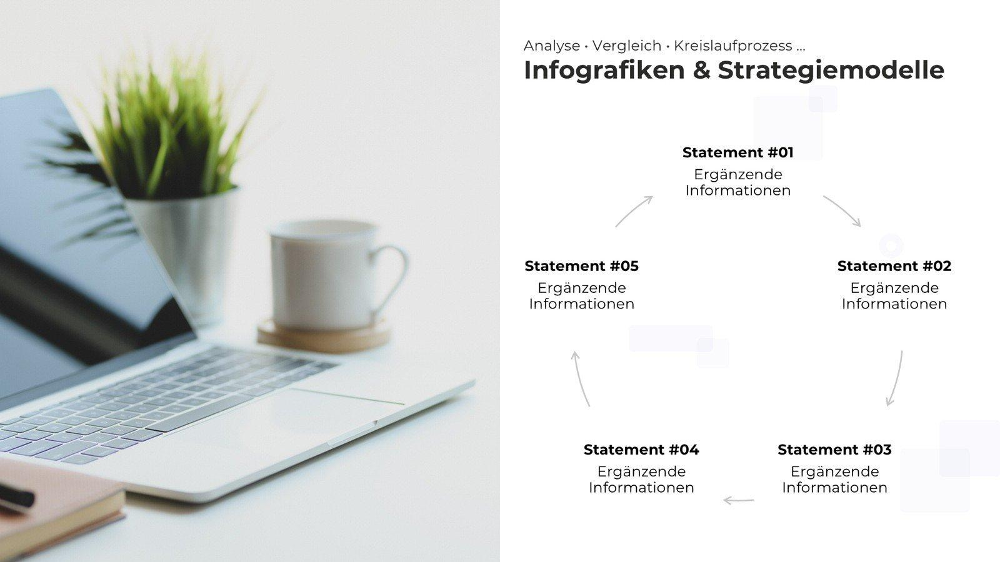 Analyse • Vergleich • Kreislaufprozess ...
Infografiken & Strategiemodelle
Statement #01
Ergänzende
Informationen
Statement #02
Ergänzende
Informationen
Statement #03
Ergänzende
Informationen
Statement #04
Ergänzende
Informationen
Statement #05
Ergänzende
Informationen